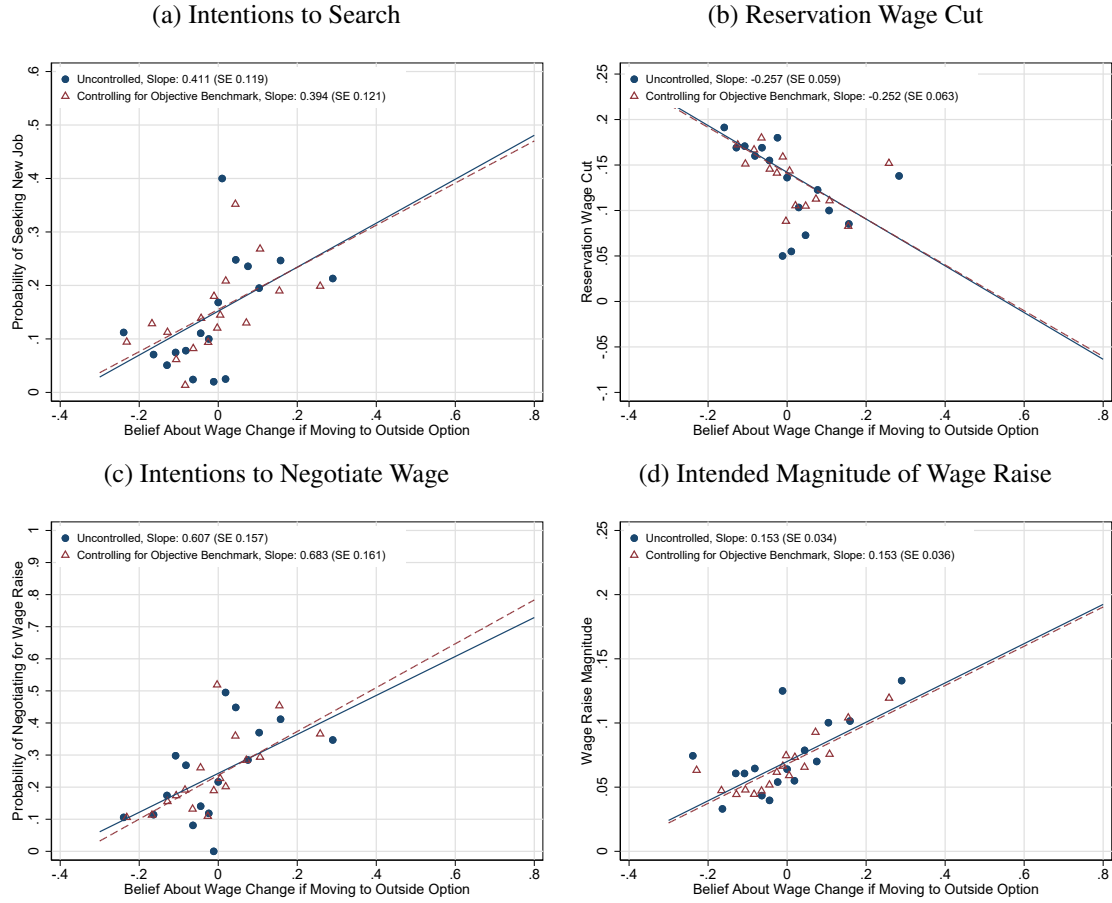 (a) Intentions to Search
Uncontrolled, Slope: 0.411 (SE 0.119)
Controlling for Objective Benchmark, Slope: 0.394 (SE 0.121)
Probability of Seeking New Job
.6
.5
.4
.3
.2
.1
0
-.4 -.2 0 .2 .4 .6 .8
Belief About Wage Change if Moving to Outside Option
(b) Reservation Wage Cut
Uncontrolled, Slope: -0.257 (SE 0.059)
Controlling for Objective Benchmark, Slope: -0.252 (SE 0.063)
Reservation Wage Cut
.25
.2
.15
.1
.05
0
-.05
-.1
-.4 -.2 0 .2 .4 .6 .8
Belief About Wage Change if Moving to Outside Option
(c) Intentions to Negotiate Wage
Uncontrolled, Slope: 0.607 (SE 0.157)
Controlling for Objective Benchmark, Slope: 0.683 (SE 0.161)
Probability of Negotiating for Wage Raise
1
.9
.8
.7
.6
.5
.4
.3
.2
.1
0
-.4 -.2 0 .2 .4 .6 .8
Belief About Wage Change if Moving to Outside Option
(d) Intended Magnitude of Wage Raise
Uncontrolled, Slope: 0.153 (SE 0.034)
Controlling for Objective Benchmark, Slope: 0.153 (SE 0.036)
Wage Raise Magnitude
.25
.2
.15
.1
.05
0
-.4 -.2 0 .2 .4 .6 .8
Belief About Wage Change if Moving to Outside Option